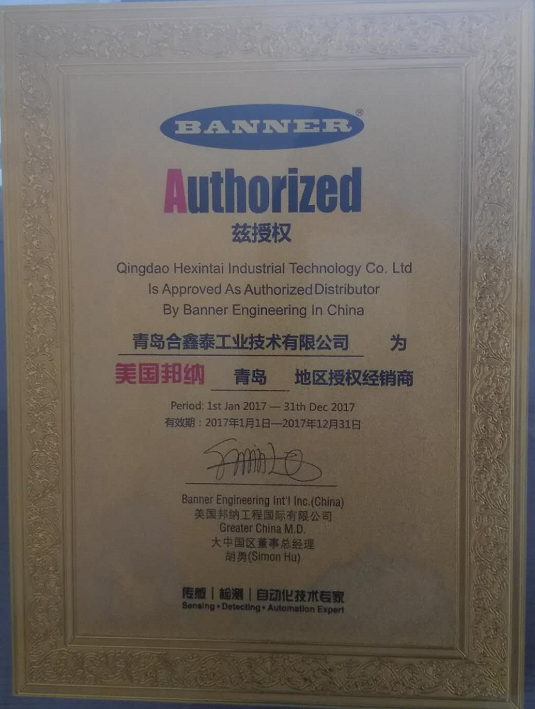 BANNER®
Authorized
兹授权
Qingdao Hexintai Industrial Technology Co. Ltd
Is Approved As Authorized Distributor
By Banner Engineering In China
青岛合鑫泰工业技术有限公司 为
美国邦纳 青岛 地区授权经销商
Period: 1st Jan 2017 — 31th Dec 2017
有效期：2017年1月1日—2017年12月31日
Banner Engineering Int'l Inc.(China)
美国邦纳工程国际有限公司
Greater China M.D.
大中国区董事总经理
胡勇(Simon Hu)
传感 | 检测 | 自动化技术专家
Sensing • Detecting • Automation Expert